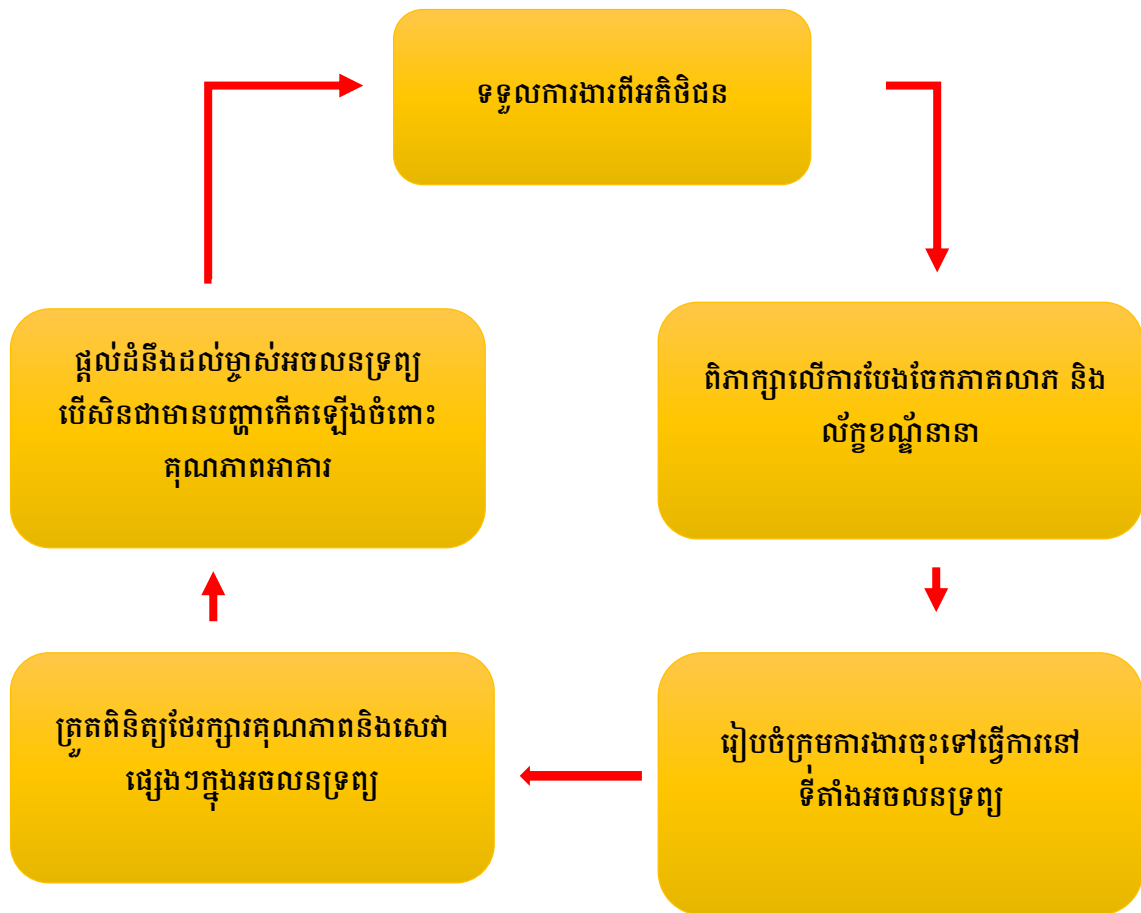 ទទួលការងារពីអតិថិជន
ពិភាក្សាលើការបែងចែកភាគលាភ និង
ល័ក្ខខណ្ឌ័នានា
រៀបចំក្រុមការងារចុះទៅធ្វើការនៅ
ទីតាំងអចលនទ្រព្យ
ត្រួតពិនិត្យថែរក្សារគុណភាពនិងសេវា
ផ្សេងៗក្នុងអចលនទ្រព្យ
ផ្តល់ដំនឹងដល់ម្ចាស់អចលនទ្រព្យ
បើសិនជាមានបញ្ហាកើតឡើងចំពោះ
គុណភាពអាគារ